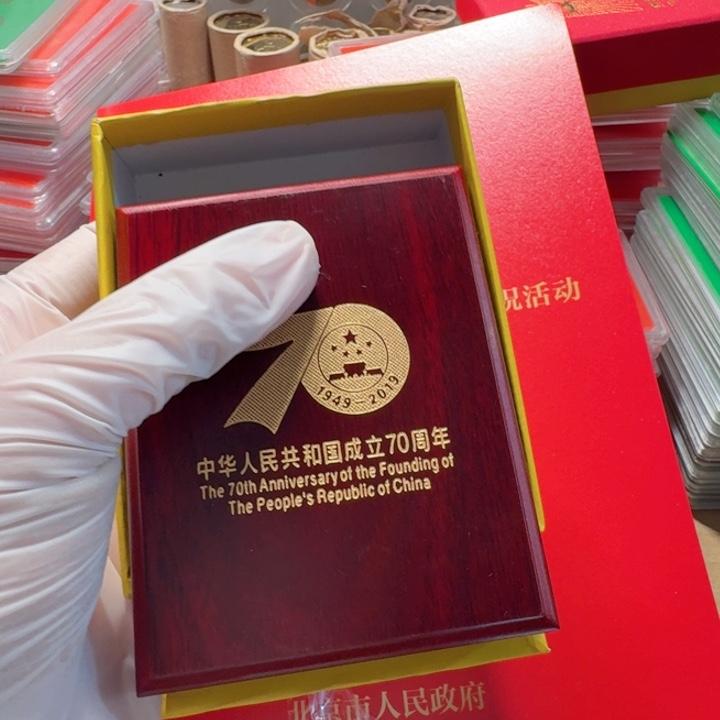 况活动
70
1949-2019
中华人民共和国成立70周年
The 70th Anniversary of the Founding of
The People's Republic of China
北京市人民政府